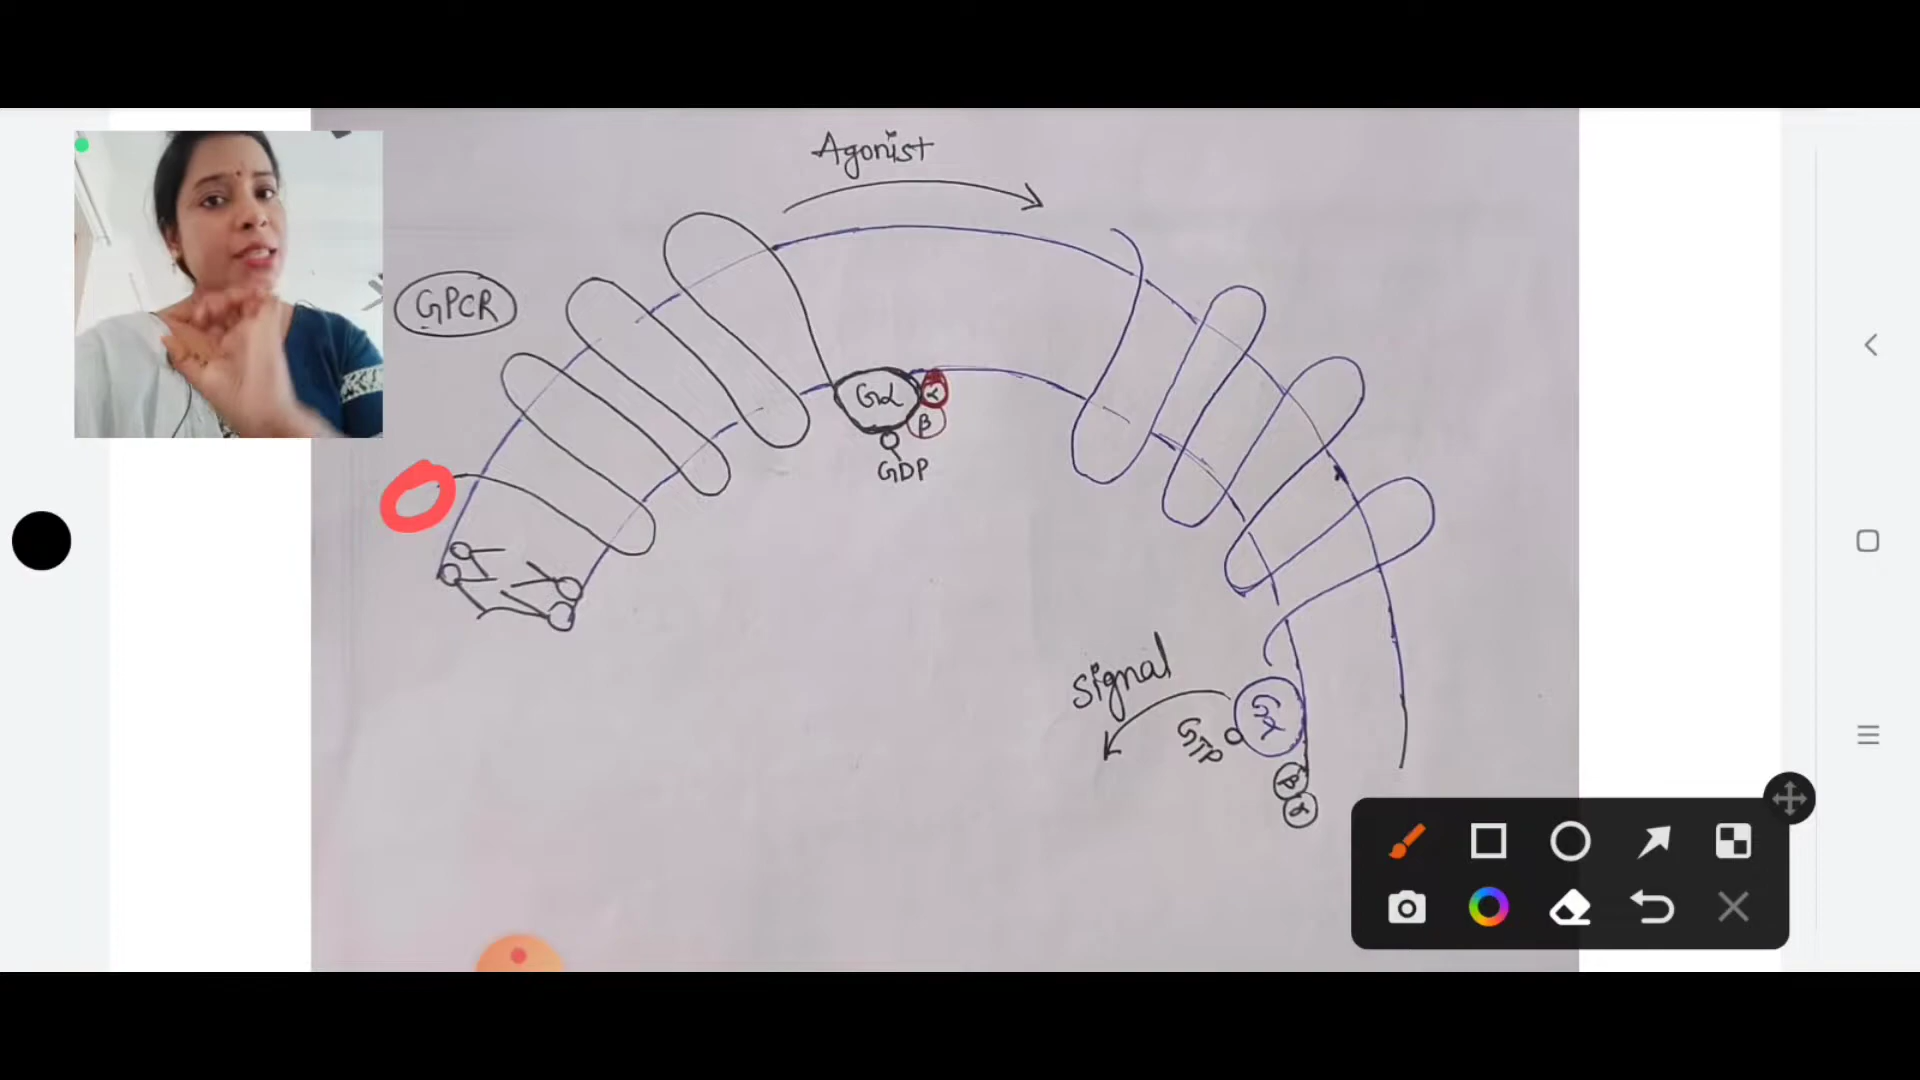 Agonist
GPCR
Gα
α
β
GDP
signal
Gα
GTP
β
γ